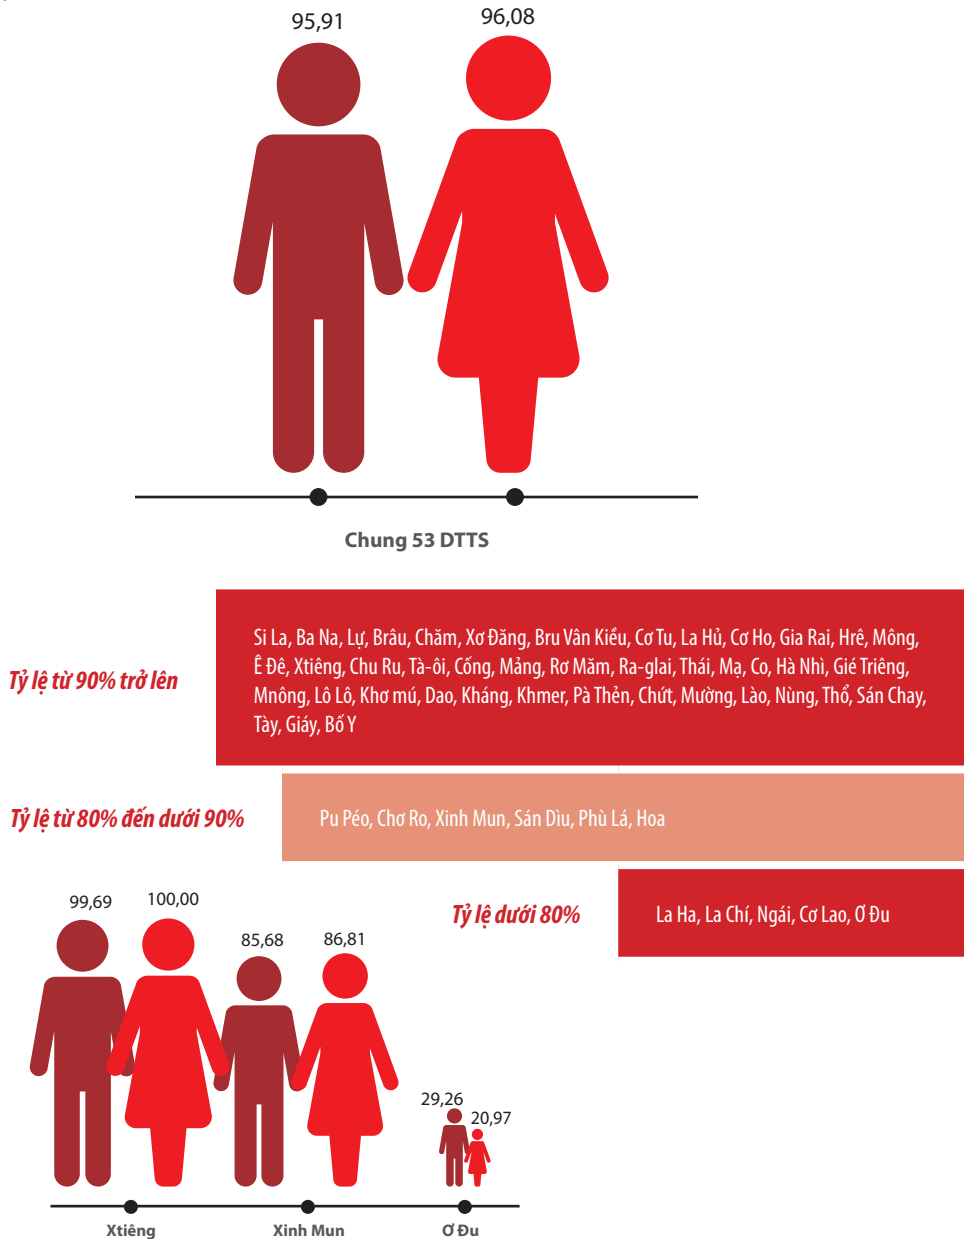 95,91
96,08
Chung 53 DTTS
Tỷ lệ từ 90% trở lên
Si La, Ba Na, Lự, Brâu, Chăm, Xơ Đăng, Bru Vân Kiều, Cơ Tu, La Hủ, Cơ Ho, Gia Rai, Hrê, Mông,
Ê Đê, Xtiêng, Chu Ru, Tà-ôi, Cống, Mảng, Rơ Măm, Ra-glai, Thái, Mạ, Co, Hà Nhì, Gié Triêng,
Mnông, Lô Lô, Khơ mú, Dao, Kháng, Khmer, Pà Thẻn, Chứt, Mường, Lào, Nùng, Thổ, Sán Chay,
Tày, Giáy, Bố Y
Tỷ lệ từ 80% đến dưới 90%
Pu Péo, Chơ Ro, Xinh Mun, Sán Dìu, Phù Lá, Hoa
Tỷ lệ dưới 80%
La Ha, La Chí, Ngái, Cơ Lao, Ơ Đu
99,69
100,00
85,68
86,81
29,26
20,97
Xtiêng
Xinh Mun
Ơ Đu